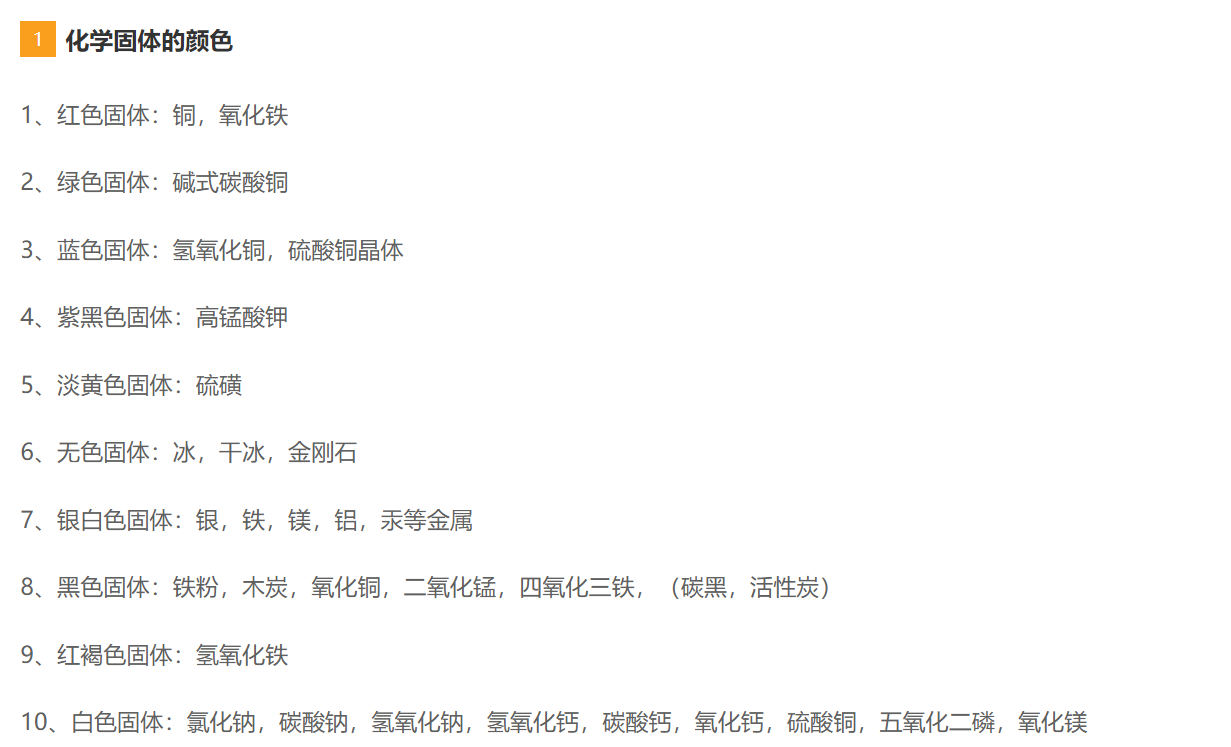 1 化学固体的颜色
1、红色固体：铜，氧化铁
2、绿色固体：碱式碳酸铜
3、蓝色固体：氢氧化铜，硫酸铜晶体
4、紫黑色固体：高锰酸钾
5、淡黄色固体：硫磺
6、无色固体：冰，干冰，金刚石
7、银白色固体：银，铁，镁，铝，汞等金属
8、黑色固体：铁粉，木炭，氧化铜，二氧化锰，四氧化三铁，（碳黑，活性炭）
9、红褐色固体：氢氧化铁
10、白色固体：氯化钠，碳酸钠，氢氧化钠，氢氧化钙，碳酸钙，氧化钙，硫酸铜，五氧化二磷，氧化镁